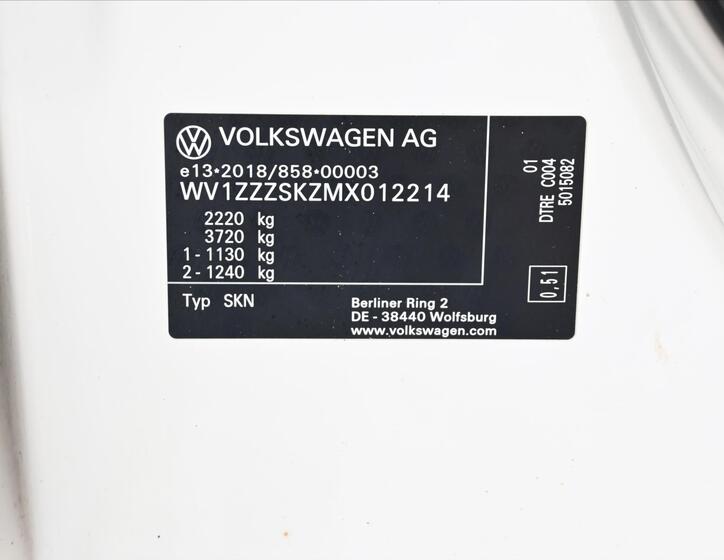 VOLKSWAGEN AG
e13*2018/858*00003
WV1ZZZSKZMX012214
2220 kg
3720 kg
1 - 1130 kg
2 - 1240 kg
Typ SKN
Berliner Ring 2
DE - 38440 Wolfsburg
www.volkswagen.com
01
DTRE C004
5015082
0,51